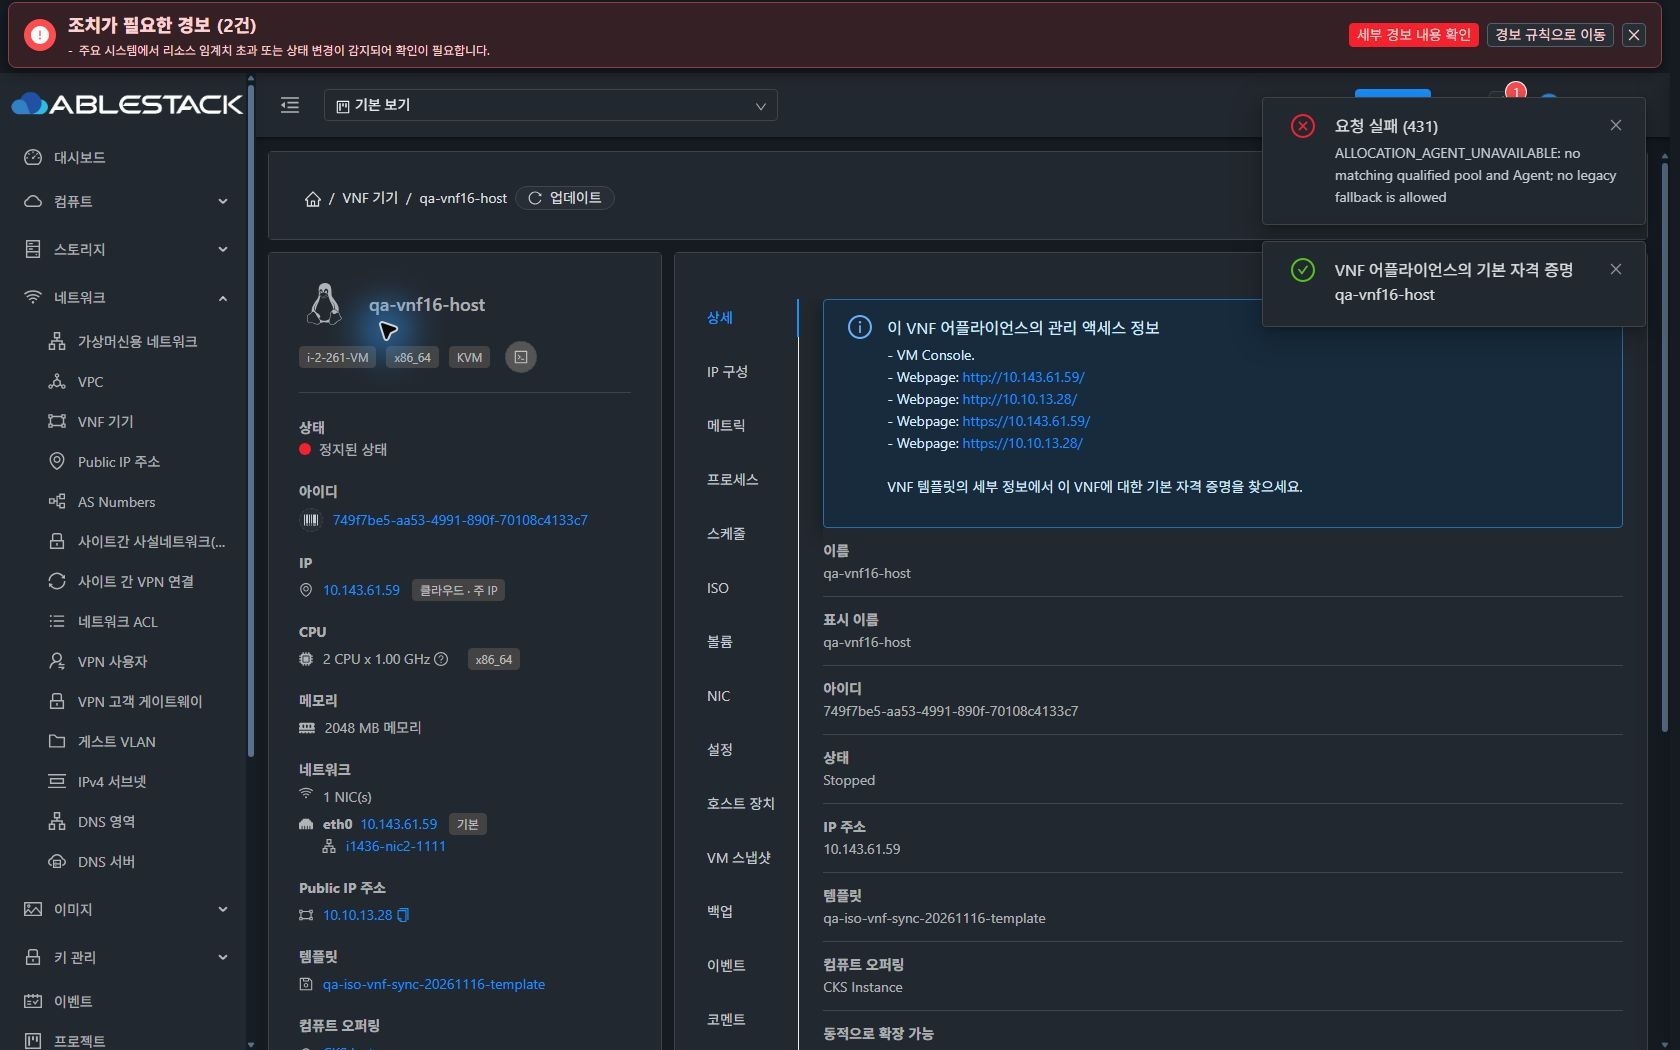 조치가 필요한 경보 (2건)
- 주요 시스템에서 리소스 임계치 초과 또는 상태 변경이 감지되어 확인이 필요합니다.
세부 경보 내용 확인
경보 규칙으로 이동
ABLESTACK
기본 보기
1
대시보드
컴퓨트
스토리지
네트워크
가상머신용 네트워크
VPC
VNF 기기
Public IP 주소
AS Numbers
사이트간 사설네트워크(...
사이트 간 VPN 연결
네트워크 ACL
VPN 사용자
VPN 고객 게이트웨이
게스트 VLAN
IPv4 서브넷
DNS 영역
DNS 서버
이미지
키 관리
이벤트
프로젝트
/ VNF 기기 / qa-vnf16-host
업데이트
요청 실패 (431)
ALLOCATION_AGENT_UNAVAILABLE: no
matching qualified pool and Agent; no legacy
fallback is allowed
VNF 어플라이언스의 기본 자격 증명
qa-vnf16-host
qa-vnf16-host
i-2-261-VM
x86_64
KVM
상태
정지된 상태
아이디
749f7be5-aa53-4991-890f-70108c4133c7
IP
10.143.61.59
클라우드 · 주 IP
CPU
2 CPU x 1.00 GHz
x86_64
메모리
2048 MB 메모리
네트워크
1 NIC(s)
eth0 10.143.61.59 기본
i1436-nic2-1111
Public IP 주소
10.10.13.28
템플릿
qa-iso-vnf-sync-20261116-template
컴퓨트 오퍼링
상세
IP 구성
메트릭
프로세스
스케줄
ISO
볼륨
NIC
설정
호스트 장치
VM 스냅샷
백업
이벤트
코멘트
이 VNF 어플라이언스의 관리 액세스 정보
- VM Console.
- Webpage: http://10.143.61.59/
- Webpage: http://10.10.13.28/
- Webpage: https://10.143.61.59/
- Webpage: https://10.10.13.28/
VNF 템플릿의 세부 정보에서 이 VNF에 대한 기본 자격 증명을 찾으세요.
이름
qa-vnf16-host
표시 이름
qa-vnf16-host
아이디
749f7be5-aa53-4991-890f-70108c4133c7
상태
Stopped
IP 주소
10.143.61.59
템플릿
qa-iso-vnf-sync-20261116-template
컴퓨트 오퍼링
CKS Instance
동적으로 확장 가능